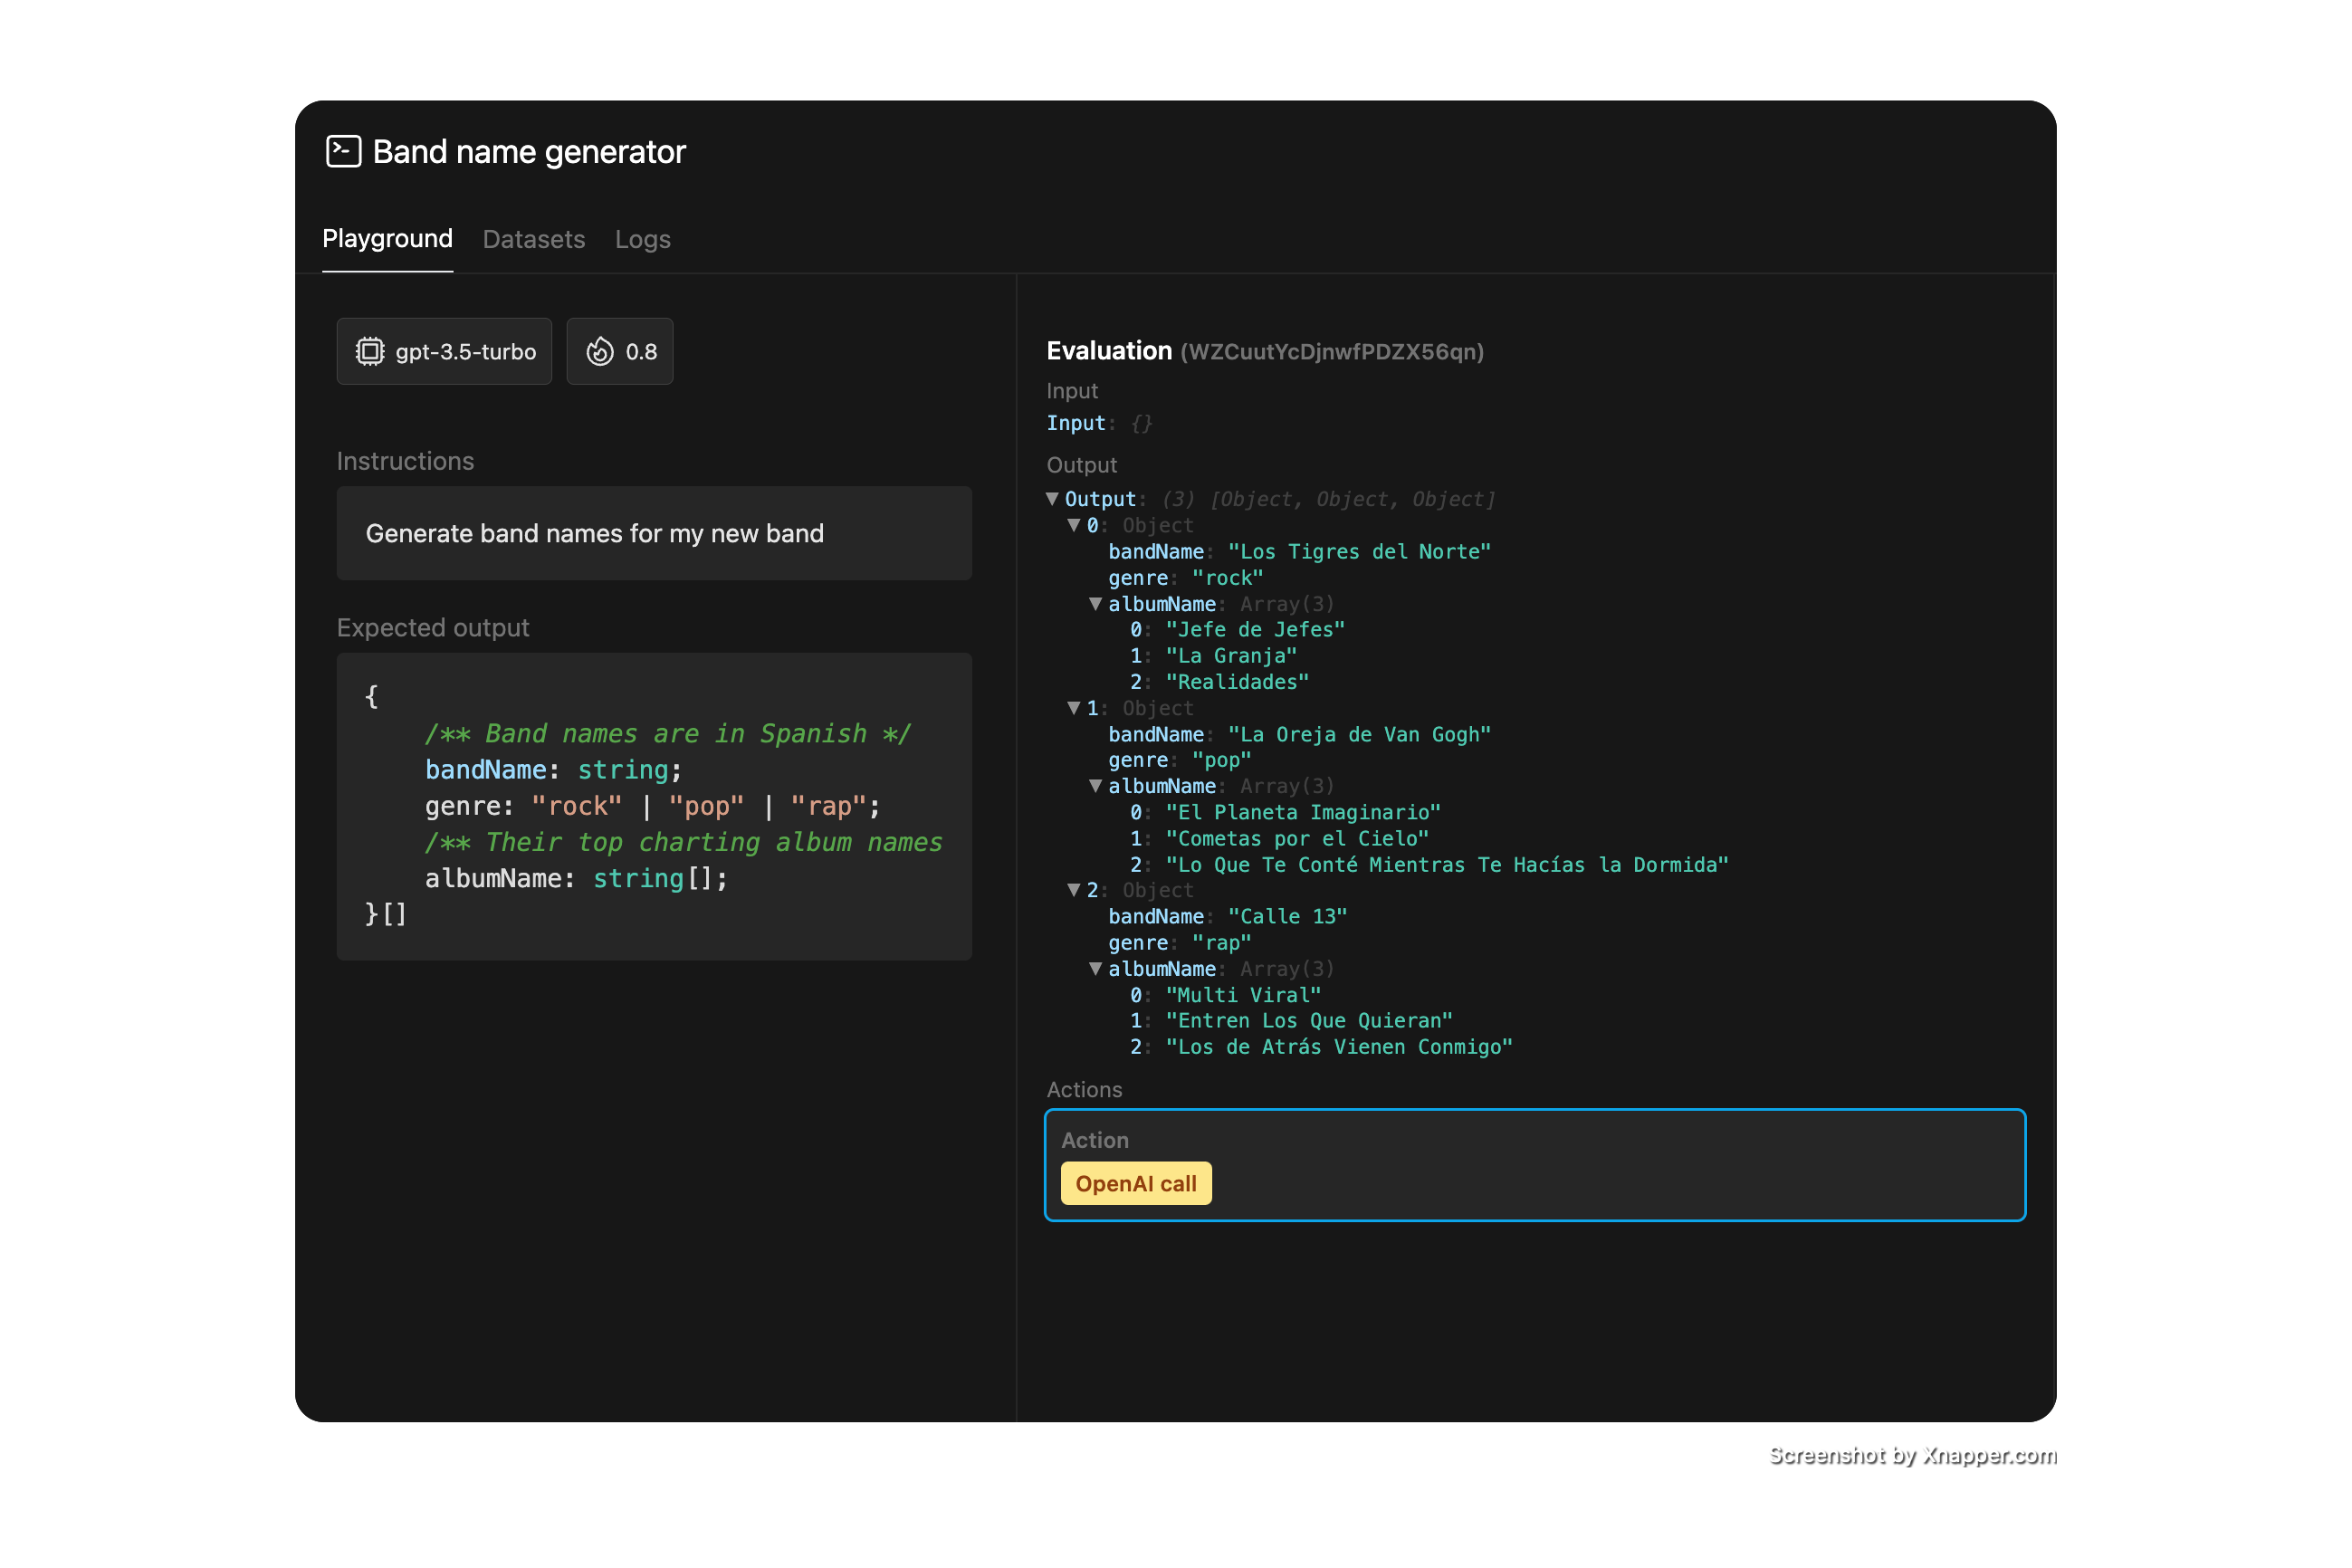 Band name generator
Playground Datasets Logs
gpt-3.5-turbo 0.8
Instructions
Generate band names for my new band
Expected output
{
/** Band names are in Spanish */
bandName: string;
genre: "rock" | "pop" | "rap";
/** Their top charting album names
albumName: string[];
}[]
Evaluation (WZCuutYcDjnwfPDZX56qn)
Input
Input: {}
Output
▼Output: (3) [Object, Object, Object]
▼0: Object
bandName: "Los Tigres del Norte"
genre: "rock"
▼albumName: Array(3)
0: "Jefe de Jefes"
1: "La Granja"
2: "Realidades"
▼1: Object
bandName: "La Oreja de Van Gogh"
genre: "pop"
▼albumName: Array(3)
0: "El Planeta Imaginario"
1: "Cometas por el Cielo"
2: "Lo Que Te Conté Mientras Te Hacías la Dormida"
▼2: Object
bandName: "Calle 13"
genre: "rap"
▼albumName: Array(3)
0: "Multi Viral"
1: "Entren Los Que Quieran"
2: "Los de Atrás Vienen Conmigo"
Actions
Action
OpenAI call
Screenshot by Xnapper.com